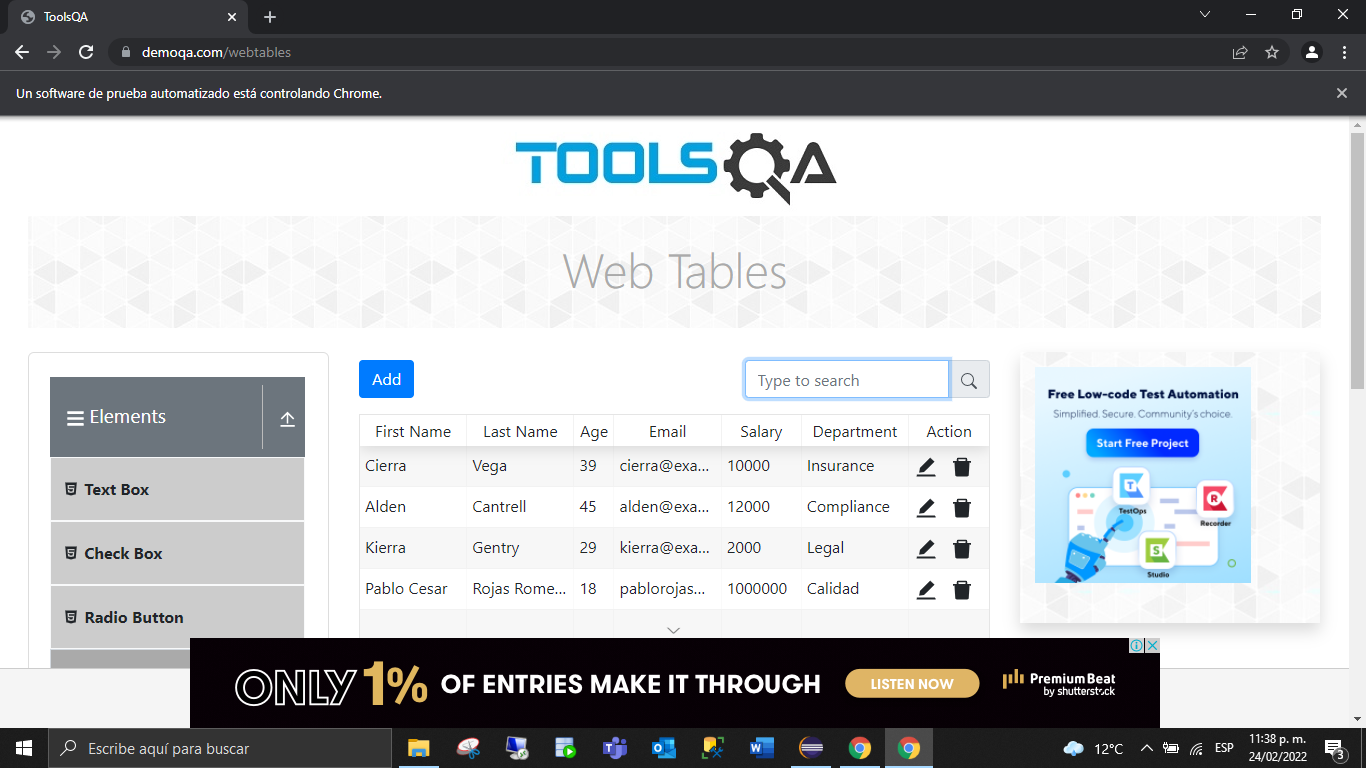 ToolsQA
demoqa.com/webtables
Un software de prueba automatizado está controlando Chrome.
TOOLSQA
Web Tables
Elements
Text Box
Check Box
Radio Button
Add
Type to search
First Name Last Name Age Email Salary Department Action
Cierra Vega 39 cierra@exa... 10000 Insurance
Alden Cantrell 45 alden@exa... 12000 Compliance
Kierra Gentry 29 kierra@exa... 2000 Legal
Pablo Cesar Rojas Rome... 18 pablorojas... 1000000 Calidad
Free Low-code Test Automation
Simplified. Secure. Community's choice.
Start Free Project
TestOps
Recorder
Studio
ONLY 1% OF ENTRIES MAKE IT THROUGH
LISTEN NOW
PremiumBeat
by shutterstock
Escribe aquí para buscar
12°C
ESP
11:38 p. m.
24/02/2022
3